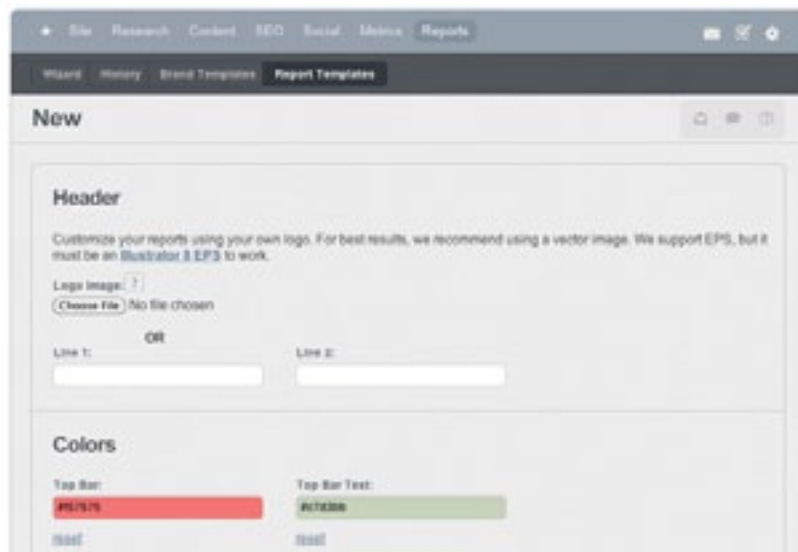 Site Research Content SEO Social Metrics Reports
Wizard History Brand Templates Report Templates
New
Header
Customize your reports using your own logo. For best results, we recommend using a vector image. We support EPS, but it
must be an Illustrator 8 EPS to work.
Logo Image: ?
Choose File No file chosen
OR
Line 1: Line 2:
Colors
Top Bar: Top Bar Text:
reset reset